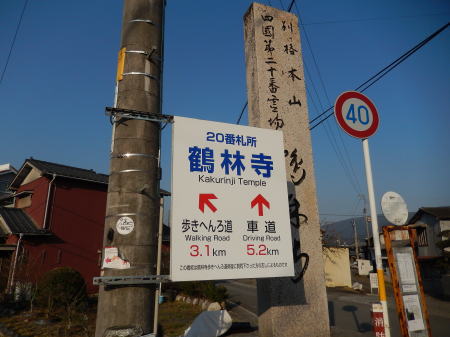 別格本山
四國第二十番霊場
40
20番札所
鶴林寺
Kakurinji Temple
歩きへんろ道
Walking Road
3.1km
車道
Driving Road
5.2km